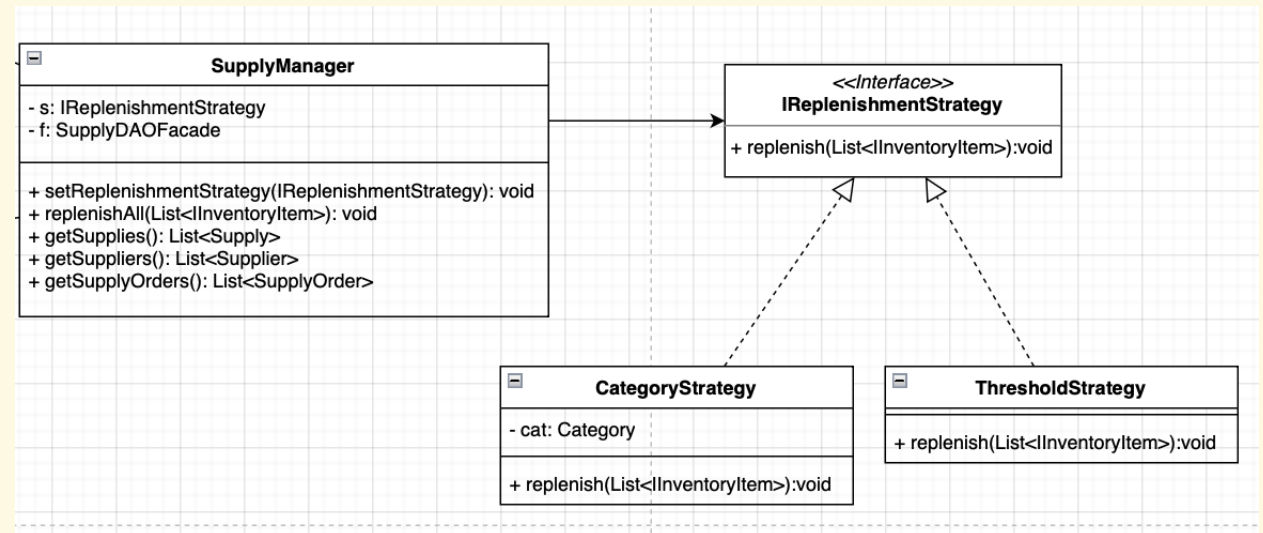 SupplyManager
- s: IReplenishmentStrategy
- f: SupplyDAOFacade
+ setReplenishmentStrategy(IReplenishmentStrategy): void
+ replenishAll(List<IInventoryItem>): void
+ getSupplies(): List<Supply>
+ getSuppliers(): List<Supplier>
+ getSupplyOrders(): List<SupplyOrder>
<<Interface>>
IReplenishmentStrategy
+ replenish(List<IInventoryItem>):void
CategoryStrategy
- cat: Category
+ replenish(List<IInventoryItem>):void
ThresholdStrategy
+ replenish(List<IInventoryItem>):void